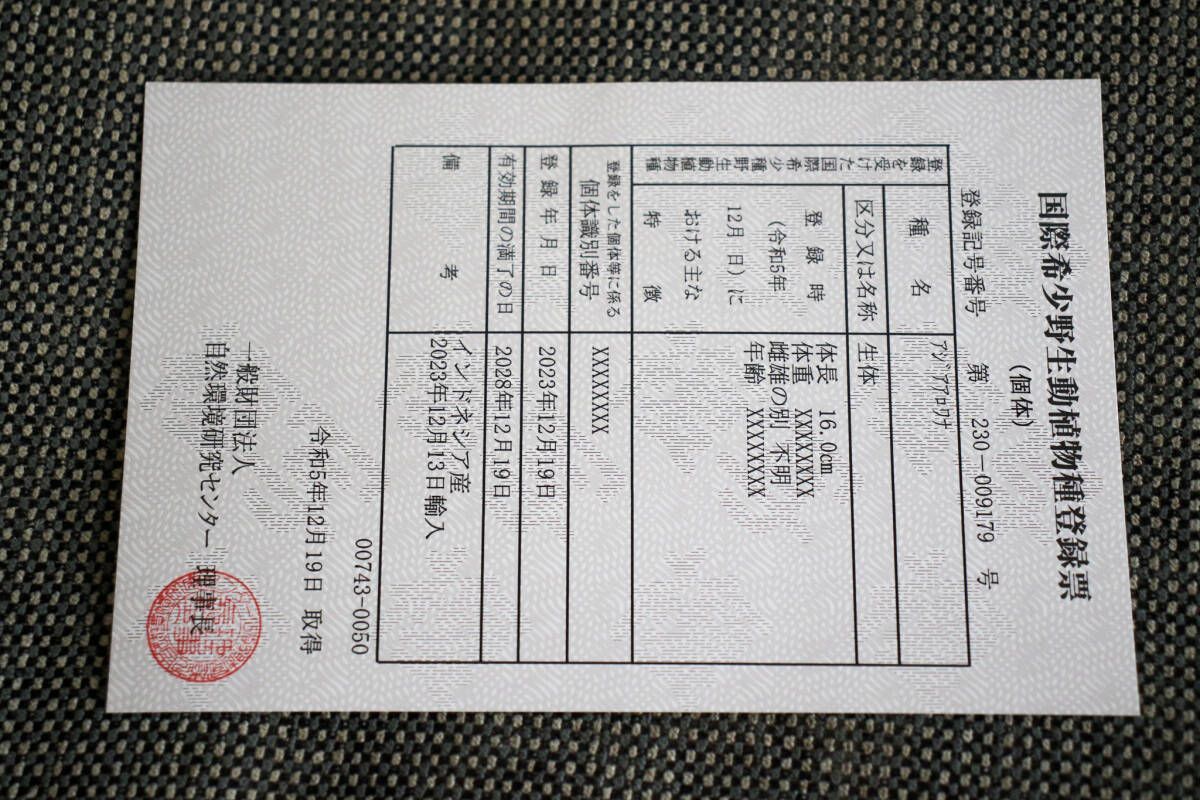 国際希少野生動植物種登録票
(個体)
登録記号番号 第 230－009179 号
登録を受けた国際希少種野生動植物種
種名 アジアアロワナ
区分又は名称 生体
登録時
(令和5年
12月 日)に
おける主な
特徴
体長 16.0cm
体重 XXXXXXX
雌雄の別 不明
年齢 XXXXXXXX
登録をした個体等に係る
個体識別番号 XXXXXXXX
登録年月日 2023年12月19日
有効期間の満了の日 2028年12月19日
備考
インドネシア産
2023年12月13日輸入
00743-0050
令和5年12月19日 取得
一般財団法人
自然環境研究センター 理事長